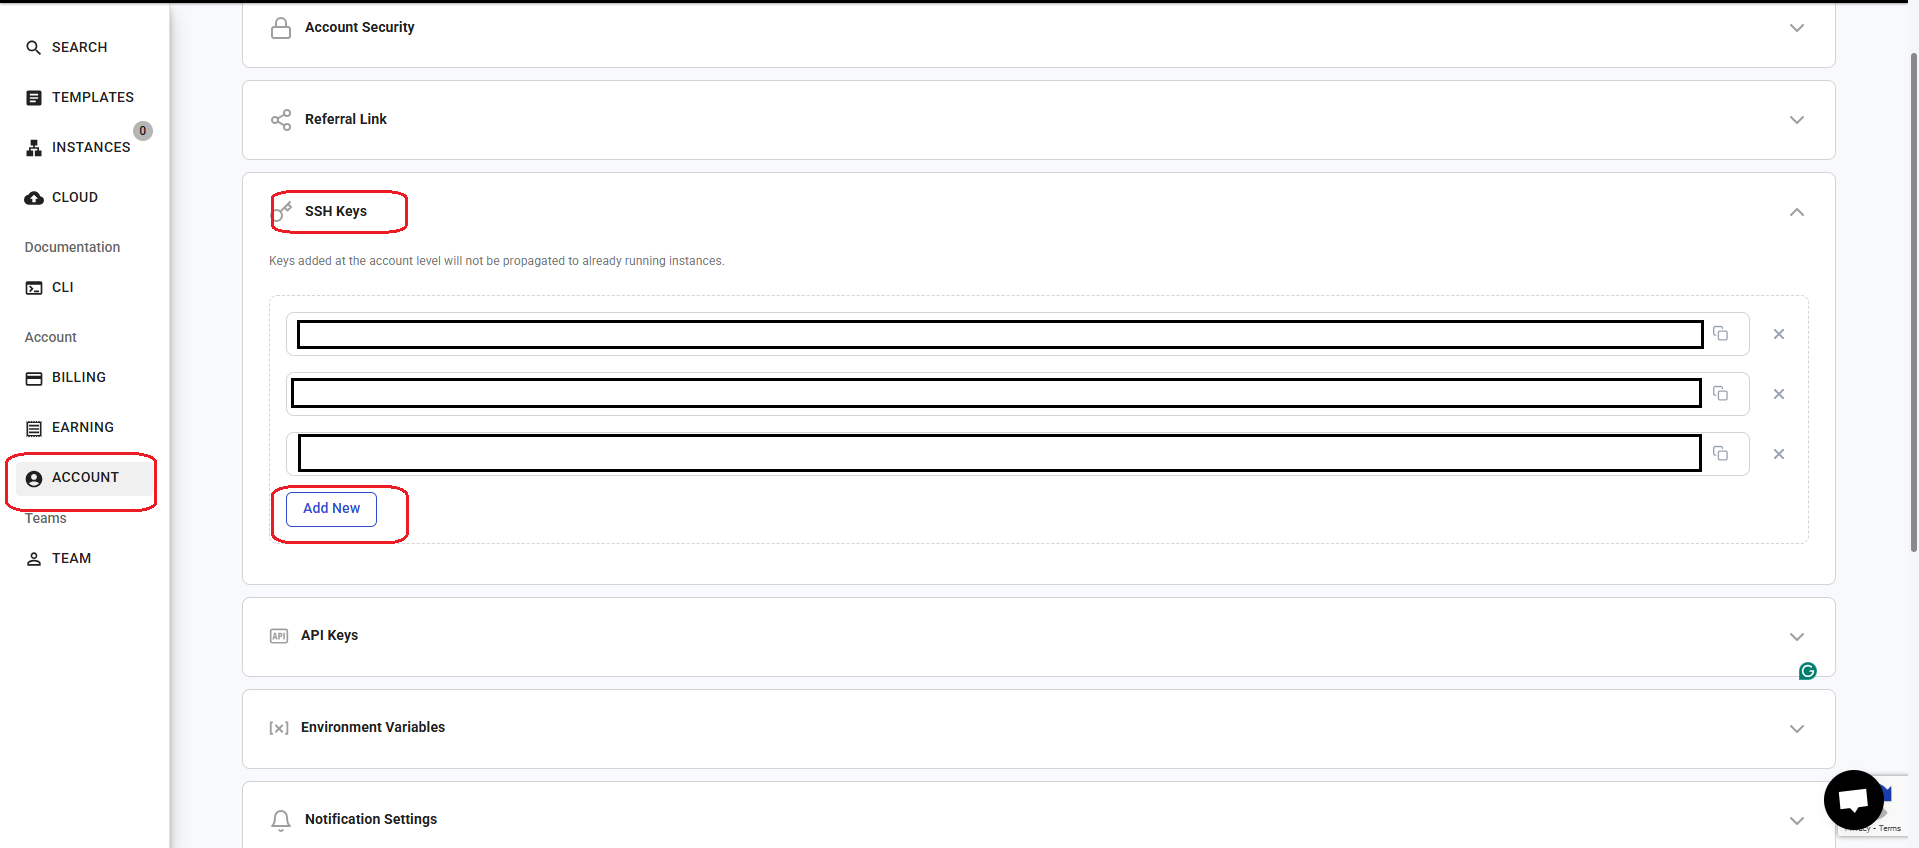 SEARCH
TEMPLATES
0
INSTANCES
CLOUD
Documentation
CLI
Account
BILLING
EARNING
ACCOUNT
Teams
TEAM
Account Security
Referral Link
SSH Keys
Keys added at the account level will not be propagated to already running instances.
Add New
API
API Keys
[x]
Environment Variables
Notification Settings
- Terms